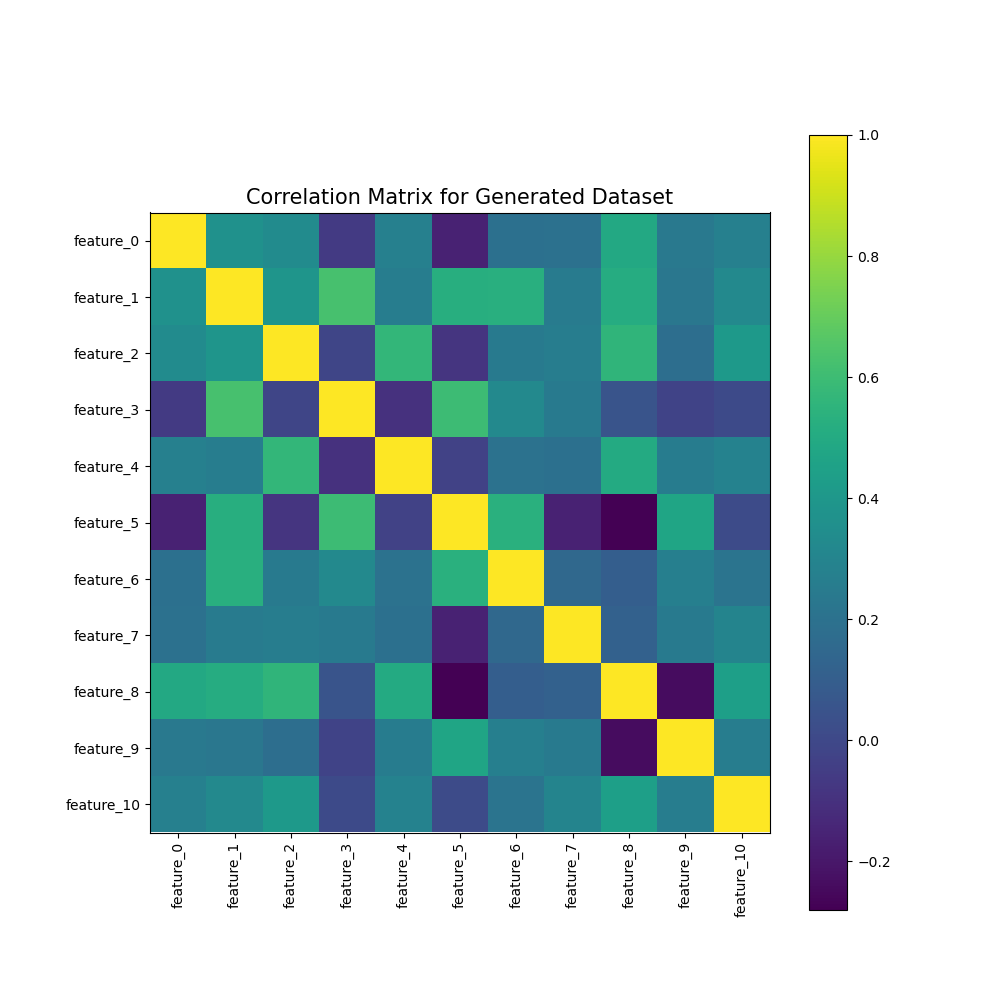 Correlation Matrix for Generated Dataset
feature_0
feature_1
feature_2
feature_3
feature_4
feature_5
feature_6
feature_7
feature_8
feature_9
feature_10
feature_0
feature_1
feature_2
feature_3
feature_4
feature_5
feature_6
feature_7
feature_8
feature_9
feature_10
1.0
0.8
0.6
0.4
0.2
0.0
−0.2